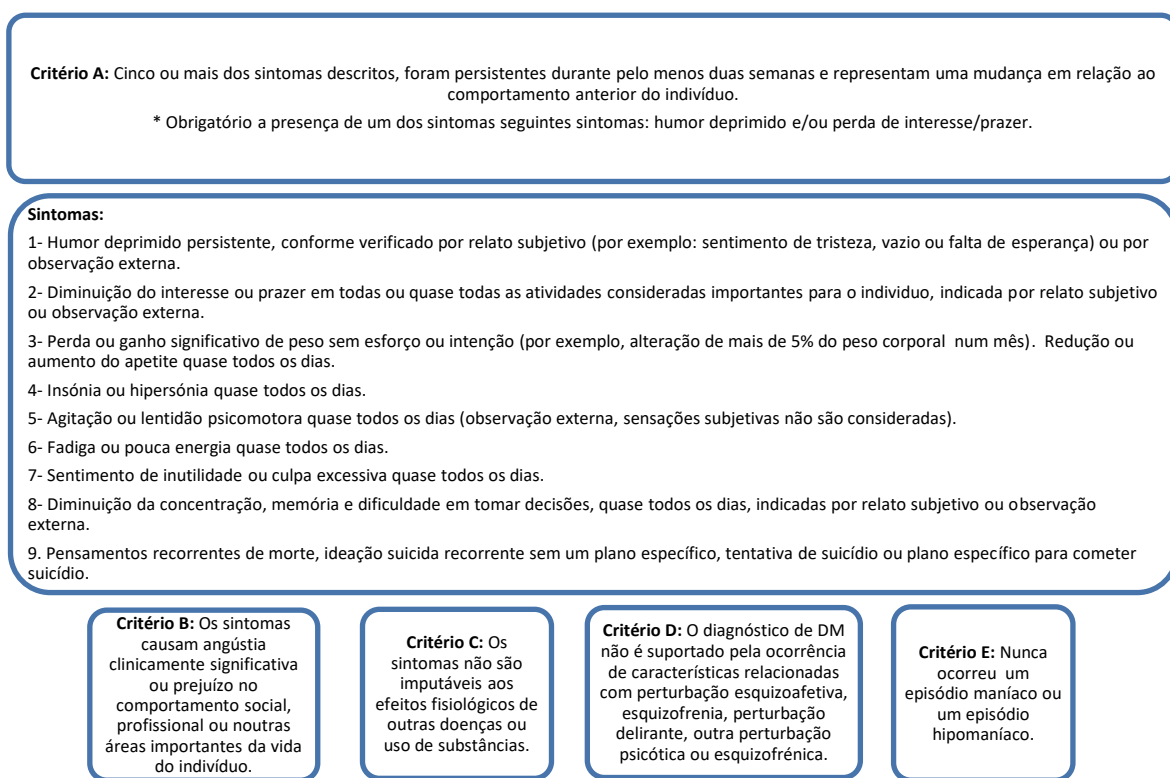 Critério A: Cinco ou mais dos sintomas descritos, foram persistentes durante pelo menos duas semanas e representam uma mudança em relação ao
comportamento anterior do indivíduo.
* Obrigatório a presença de um dos sintomas seguintes sintomas: humor deprimido e/ou perda de interesse/prazer.
Sintomas:
1- Humor deprimido persistente, conforme verificado por relato subjetivo (por exemplo: sentimento de tristeza, vazio ou falta de esperança) ou por
observação externa.
2- Diminuição do interesse ou prazer em todas ou quase todas as atividades consideradas importantes para o individuo, indicada por relato subjetivo
ou observação externa.
3- Perda ou ganho significativo de peso sem esforço ou intenção (por exemplo, alteração de mais de 5% do peso corporal num mês). Redução ou
aumento do apetite quase todos os dias.
4- Insónia ou hipersónia quase todos os dias.
5- Agitação ou lentidão psicomotora quase todos os dias (observação externa, sensações subjetivas não são consideradas).
6- Fadiga ou pouca energia quase todos os dias.
7- Sentimento de inutilidade ou culpa excessiva quase todos os dias.
8- Diminuição da concentração, memória e dificuldade em tomar decisões, quase todos os dias, indicadas por relato subjetivo ou observação
externa.
9. Pensamentos recorrentes de morte, ideação suicida recorrente sem um plano específico, tentativa de suicídio ou plano específico para cometer
suicídio.
Critério B: Os sintomas
causam angústia
clinicamente significativa
ou prejuízo no
comportamento social,
profissional ou noutras
áreas importantes da vida
do indivíduo.
Critério C: Os
sintomas não são
imputáveis aos
efeitos fisiológicos de
outras doenças ou
uso de substâncias.
Critério D: O diagnóstico de DM
não é suportado pela ocorrência
de características relacionadas
com perturbação esquizoafetiva,
esquizofrenia, perturbação
delirante, outra perturbação
psicótica ou esquizofrénica.
Critério E: Nunca
ocorreu um
episódio maníaco ou
um episódio
hipomaníaco.